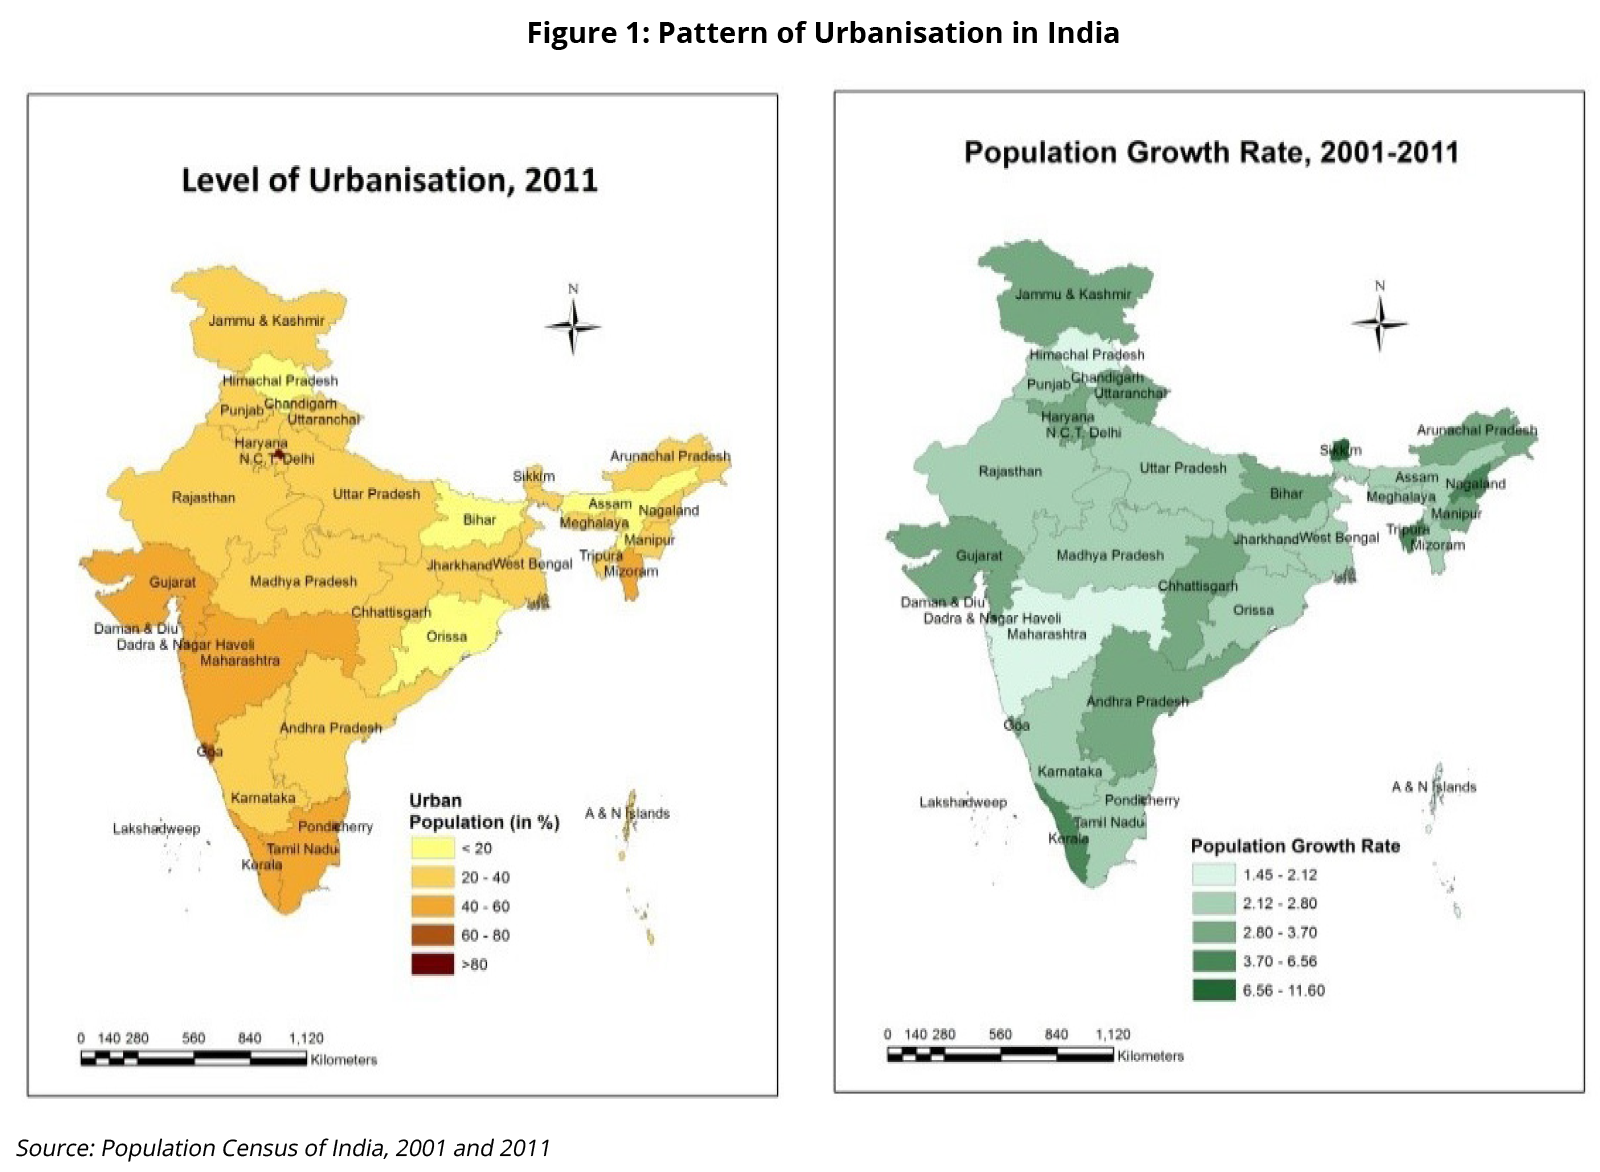 Figure 1: Pattern of Urbanisation in India
Level of Urbanisation, 2011
N
Jammu & Kashmir
Himachal Pradesh
Chandigarh
Punjab
Uttaranchal
Haryana
N.C.T. Delhi
Arunachal Pradesh
Sikkim
Rajasthan
Uttar Pradesh
Assam
Nagaland
Bihar
Meghalaya
Manipur
Tripura
Jharkhand
West Bengal
Mizoram
Gujarat
Madhya Pradesh
Chhattisgarh
Daman & Diu
Orissa
Dadra & Nagar Haveli
Maharashtra
Andhra Pradesh
Goa
Karnataka
A & N Islands
Lakshadweep
Pondicherry
Tamil Nadu
Kerala
Urban
Population (in %)
< 20
20 - 40
40 - 60
60 - 80
>80
0 140 280 560 840 1,120
Kilometers
Population Growth Rate, 2001-2011
N
Jammu & Kashmir
Himachal Pradesh
Chandigarh
Punjab
Uttaranchal
Haryana
N.C.T. Delhi
Arunachal Pradesh
Sikkim
Rajasthan
Uttar Pradesh
Assam
Nagaland
Bihar
Meghalaya
Manipur
Tripura
Jharkhand
West Bengal
Mizoram
Gujarat
Madhya Pradesh
Chhattisgarh
Daman & Diu
Orissa
Dadra & Nagar Haveli
Maharashtra
Andhra Pradesh
Goa
Karnataka
A & N Islands
Lakshadweep
Pondicherry
Tamil Nadu
Kerala
Population Growth Rate
1.45 - 2.12
2.12 - 2.80
2.80 - 3.70
3.70 - 6.56
6.56 - 11.60
0 140 280 560 840 1,120
Kilometers
Source: Population Census of India, 2001 and 2011